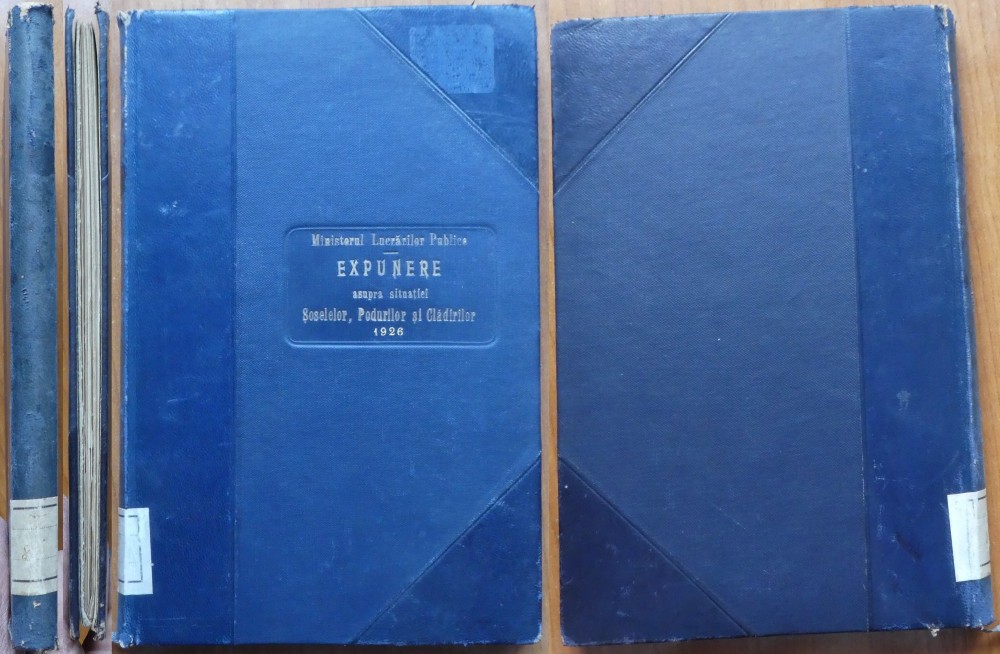 Ministerul Lucrărilor Publice
EXPUNERE
asupra situației
Șoselelor, Podurilor și Clădirilor
1926